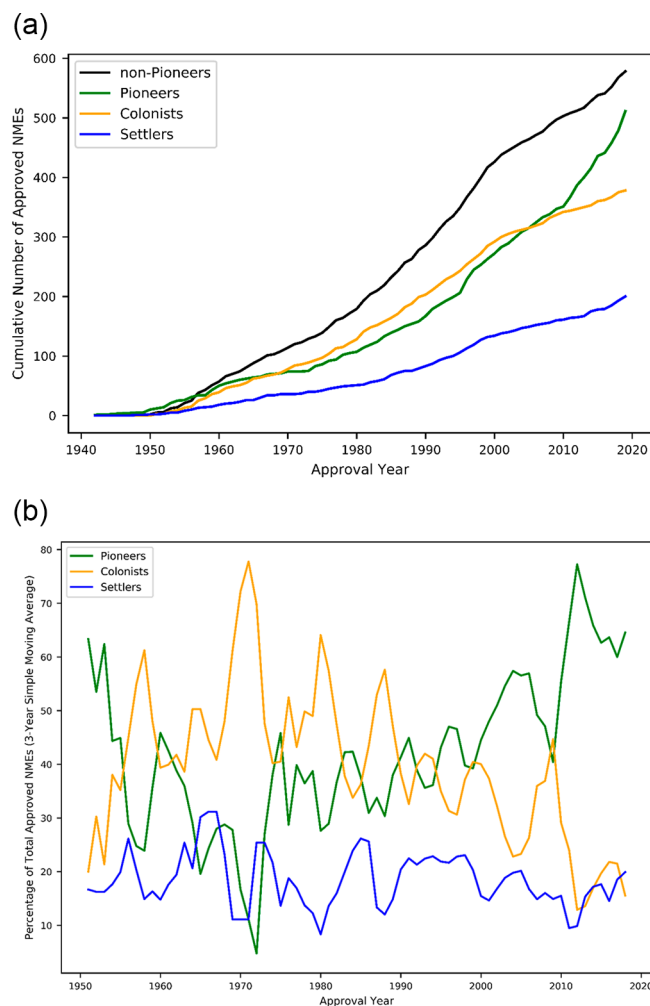 (a)
600
500
400
300
200
100
0
Cumulative Number of Approved NMEs
non-Pioneers
Pioneers
Colonists
Settlers
1940 1950 1960 1970 1980 1990 2000 2010 2020
Approval Year
(b)
80
70
60
50
40
30
20
10
Percentage of Total Approved NMEs (3-Year Simple Moving Average)
Pioneers
Colonists
Settlers
1950 1960 1970 1980 1990 2000 2010 2020
Approval Year